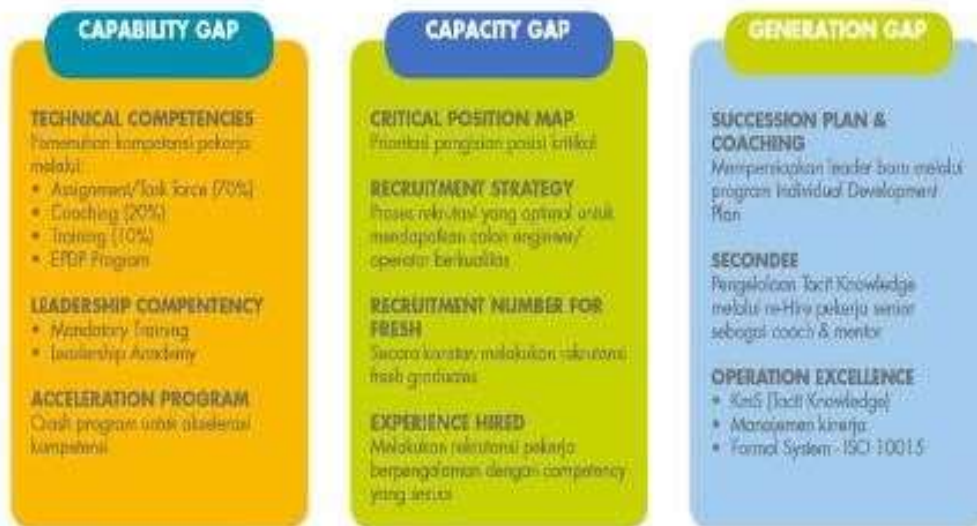 CAPABILITY GAP
TECHNICAL COMPETENCIES
Pemenuhan kompetensi pekerja
melalui:
• Assignment/Task force (70%)
• Coaching (20%)
• Training (10%)
• EPDP Program
LEADERSHIP COMPENTENCY
• Mandatory Training
• Leadership Academy
ACCELERATION PROGRAM
Crash program untuk akselerasi
kompetensi
CAPACITY GAP
CRITICAL POSITION MAP
Prioritasi pengisian posisi kritikal
RECRUITMENT STRATEGY
Proses rekrutasi yang optimal untuk
mendapatkan calon engineer/
operator berkualitas
RECRUITMENT NUMBER FOR
FRESH
Secara konstan melakukan rekrutansi
fresh graduates
EXPERIENCE HIRED
Melakukan rekrutansi pekerja
berpengalaman dengan competency
yang sesuai
GENERATION GAP
SUCCESSION PLAN &
COACHING
Mempersiapkan leader baru melalui
program Individual Development
Plan
SECONDEE
Pengelolaan Tacit Knowledge
melalui re-Hire pekerja senior
sebagai coach & mentor
OPERATION EXCELLENCE
• KmS (Tacit Knowledge)
• Manajemen kinerja
• Formal System - ISO 10015